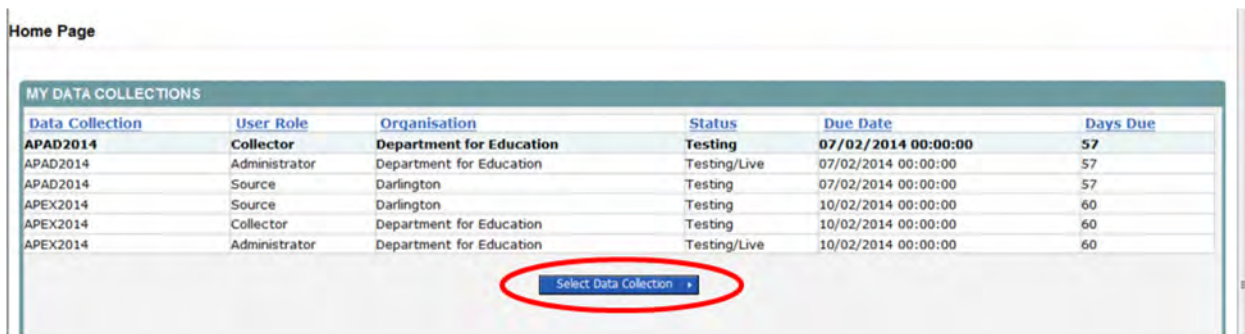 Home Page
MY DATA COLLECTIONS
Data Collection User Role Organisation Status Due Date Days Due
APAD2014 Collector Department for Education Testing 07/02/2014 00:00:00 57
APAD2014 Administrator Department for Education Testing/Live 07/02/2014 00:00:00 57
APAD2014 Source Darlington Testing 07/02/2014 00:00:00 57
APEX2014 Source Darlington Testing 10/02/2014 00:00:00 60
APEX2014 Collector Department for Education Testing 10/02/2014 00:00:00 60
APEX2014 Administrator Department for Education Testing/Live 10/02/2014 00:00:00 60
Select Data Collection